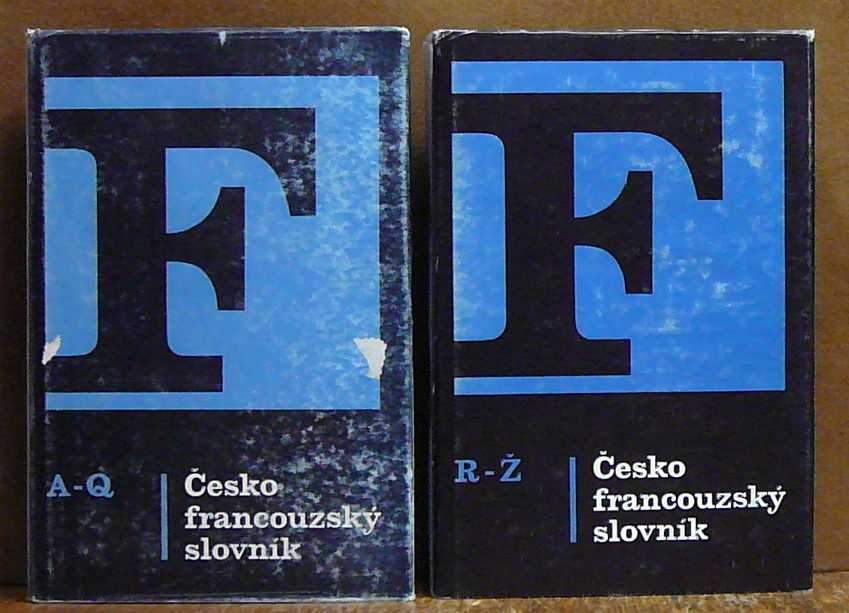 F
A-Q
Česko
francouzský
slovník
F
R-Ž
Česko
francouzský
slovník